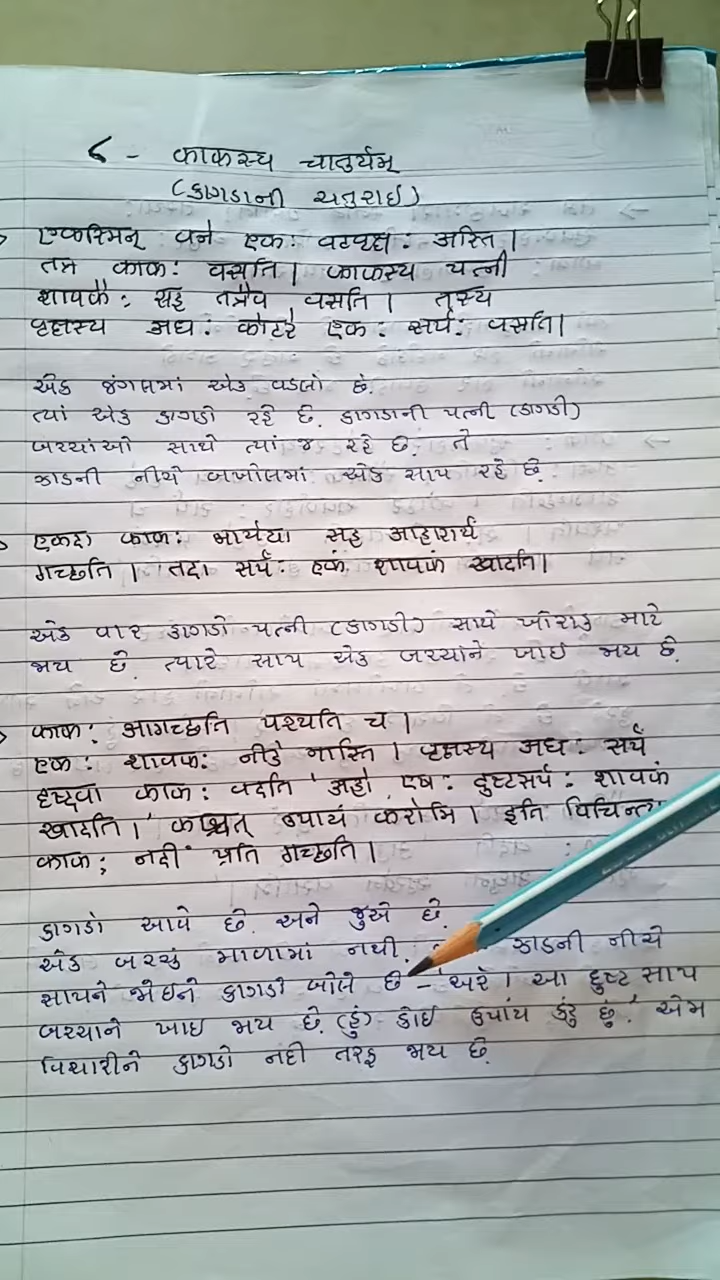 ૮ - काकस्य चातुर्यम्
(કાગડાની ચતુરાઈ)
एकस्मिन् वने एकः वटवृक्षः अस्ति ।
तत्र काकः वसति । काकस्य पत्नी
शावकैः सह तत्रैव वसति । तस्य
वृक्षस्य अधः कोटरे एकः सर्पः वसति ।
એક જંગલમાં એક વડલો છે.
ત્યાં એક કાગડો રહે છે. કાગડાની પત્ની (કાગડી)
બચ્ચાંઓ સાથે ત્યાં જ રહે છે. તે
ઝાડની નીચે બખોલમાં એક સાપ રહે છે.
एकदा काकः भार्यया सह आहारार्थं
गच्छति । तदा सर्पः एकं शावकं खादति ।
એક વાર કાગડો પત્ની (કાગડી) સાથે ખોરાક માટે
જાય છે. ત્યારે સાપ એક બચ્ચાને ખાઈ જાય છે.
काकः आगच्छति पश्यति च ।
एकः शावकः नीडे नास्ति । वृक्षस्य अधः सर्पं
दृष्ट्वा काकः वदति 'अहो, एषः दुष्टसर्पः शावकं
खादति ।' कश्चित् उपायं करोमि । इति विचिन्त्य
काकः नदीं प्रति गच्छति ।
કાગડો આવે છે. અને જુએ છે.
એક બચ્ચું માળામાં નથી. ઝાડની નીચે
સાપને જોઈને કાગડો બોલે છે - 'અરે ! આ દુષ્ટ સાપ
બચ્ચાને ખાઈ જાય છે. (હું) કોઈ ઉપાય કરું છું.' એમ
વિચારીને કાગડો નદી તરફ જાય છે.